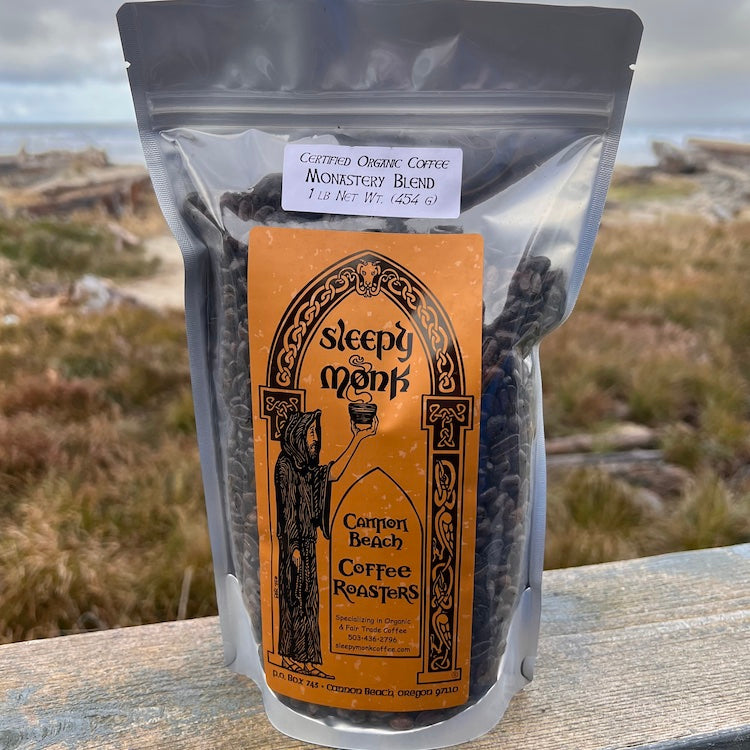 Certified Organic Coffee
Monastery Blend
1 lb Net Wt. (454 g)
sleepy
monk
Cannon
Beach
Coffee
Roasters
Specializing in Organic
& Fair Trade Coffee
503-436-2796
sleepymonkcoffee.com
P.O. Box 745 • Cannon Beach, Oregon 97110